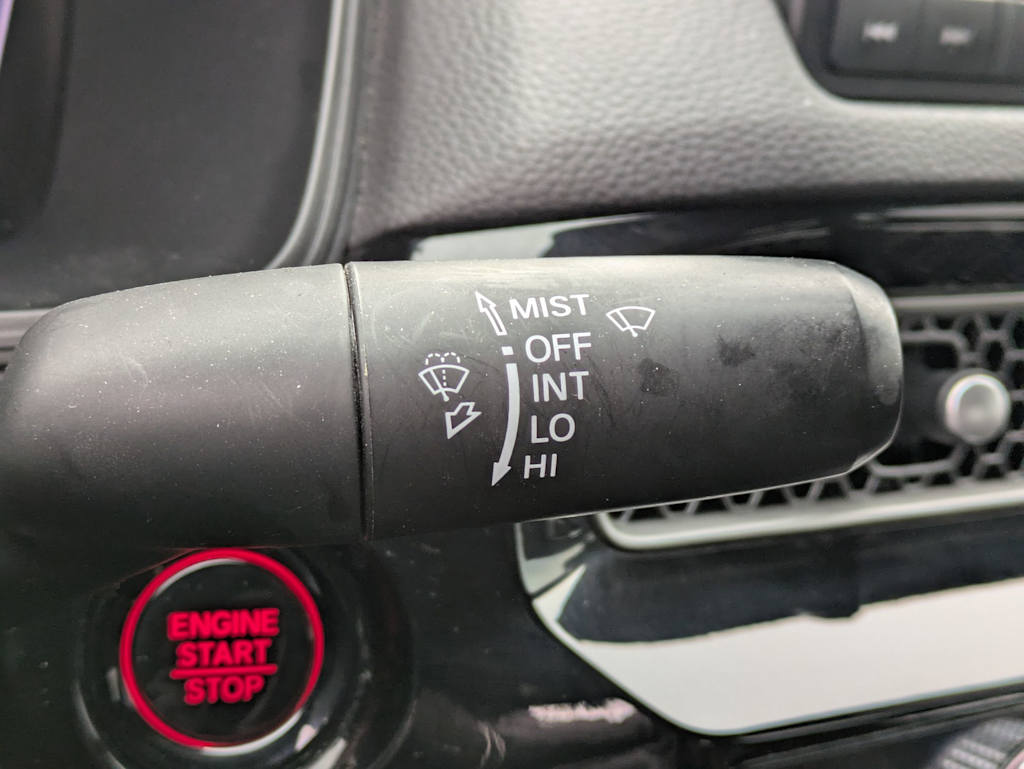 MIST
OFF
INT
LO
HI
ENGINE
START
STOP